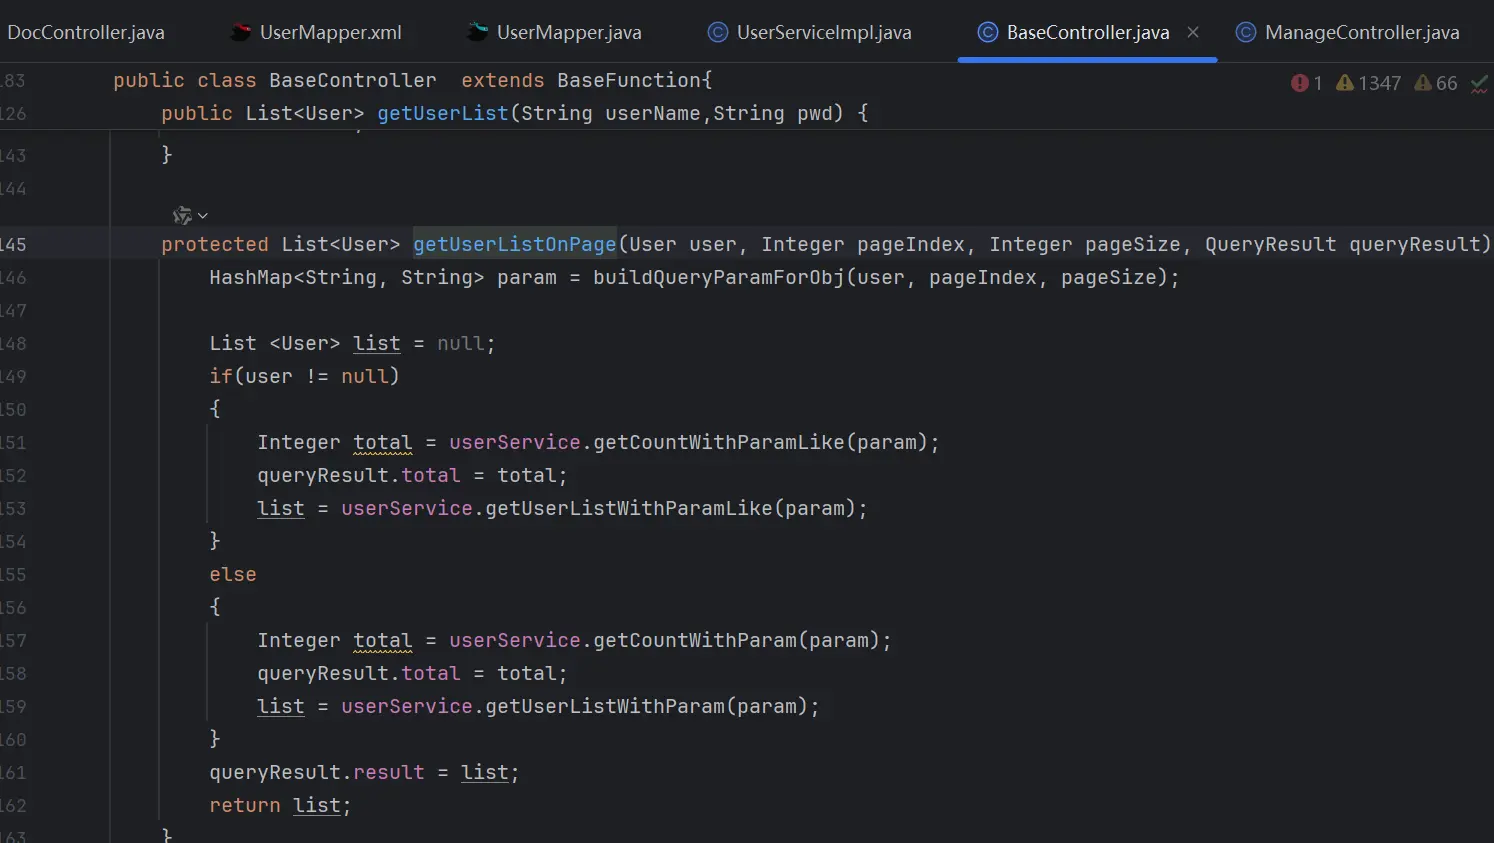 DocController.java UserMapper.xml UserMapper.java UserServiceImpl.java BaseController.java ManageController.java
183 public class BaseController  extends BaseFunction{ 1 1347 66
126 public List<User> getUserList(String userName,String pwd) {
143 }
144
145 protected List<User> getUserListOnPage(User user, Integer pageIndex, Integer pageSize, QueryResult queryResult)
146 HashMap<String, String> param = buildQueryParamForObj(user, pageIndex, pageSize);
147
148 List <User> list = null;
149 if(user != null)
150 {
151 Integer total = userService.getCountWithParamLike(param);
152 queryResult.total = total;
153 list = userService.getUserListWithParamLike(param);
154 }
155 else
156 {
157 Integer total = userService.getCountWithParam(param);
158 queryResult.total = total;
159 list = userService.getUserListWithParam(param);
160 }
161 queryResult.result = list;
162 return list;
163 }